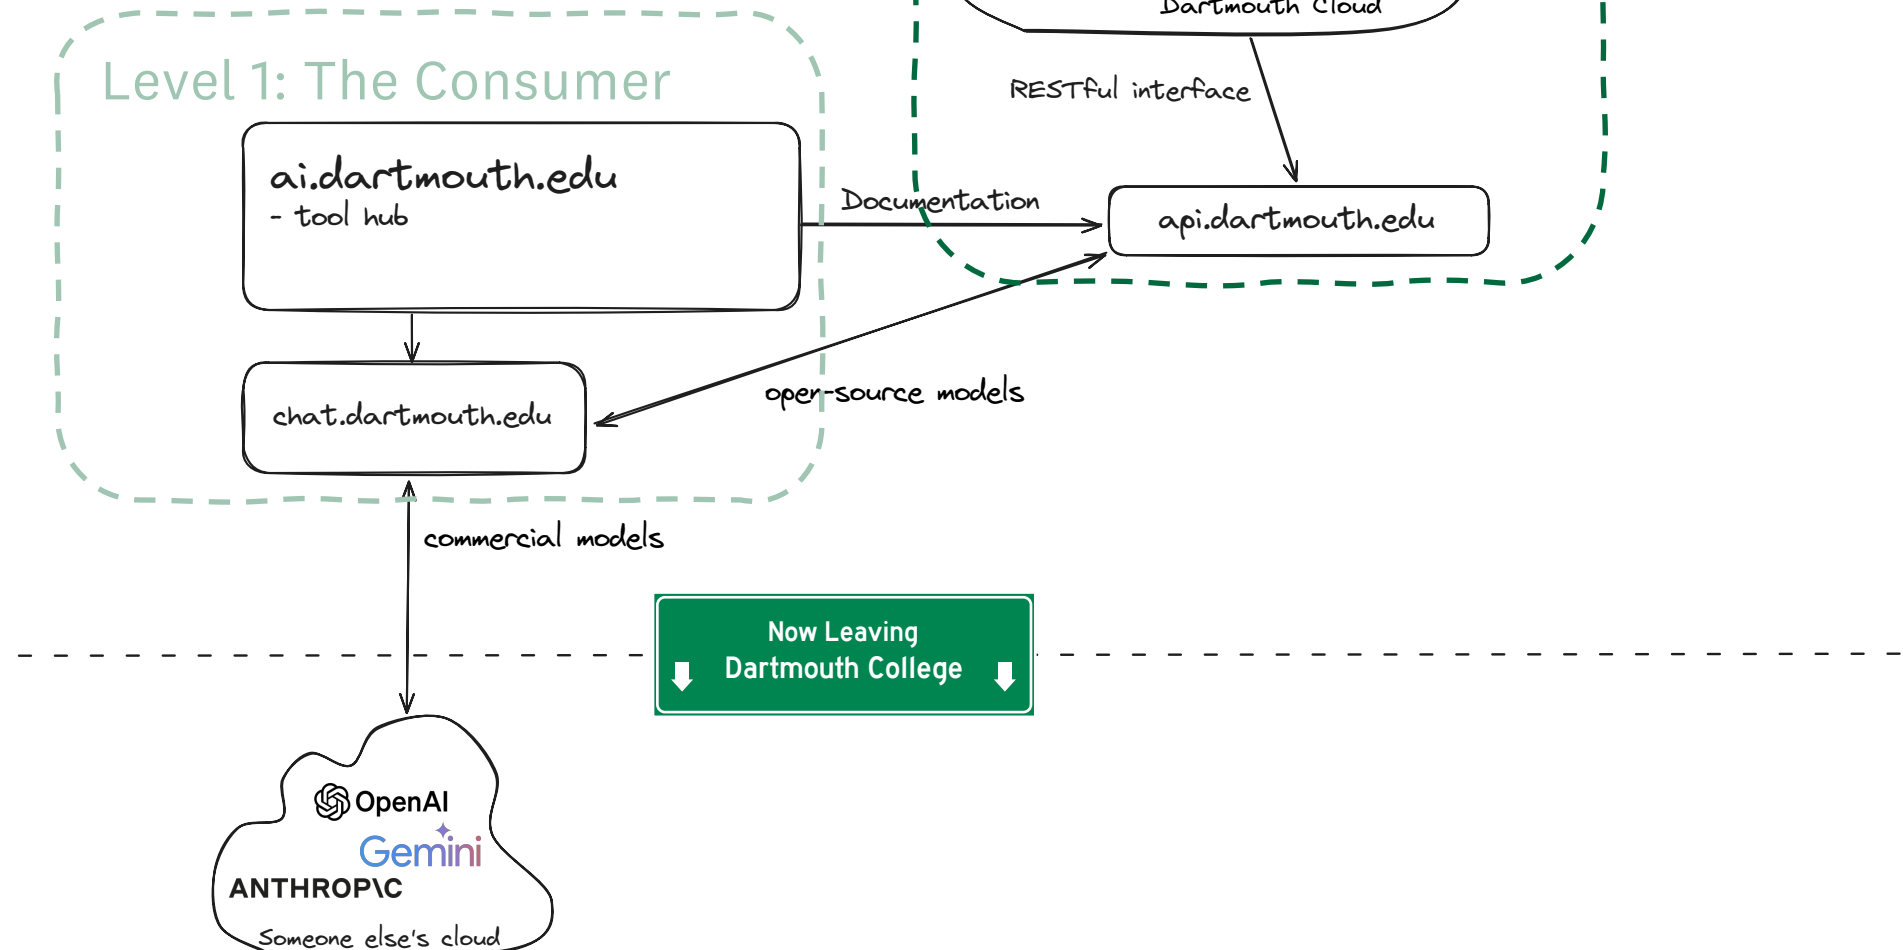 Dartmouth Cloud
Level 1: The Consumer
RESTful interface
ai.dartmouth.edu
- tool hub
Documentation
api.dartmouth.edu
chat.dartmouth.edu
open-source models
commercial models
Now Leaving
Dartmouth College
OpenAI
Gemini
ANTHROP\C
Someone else's cloud